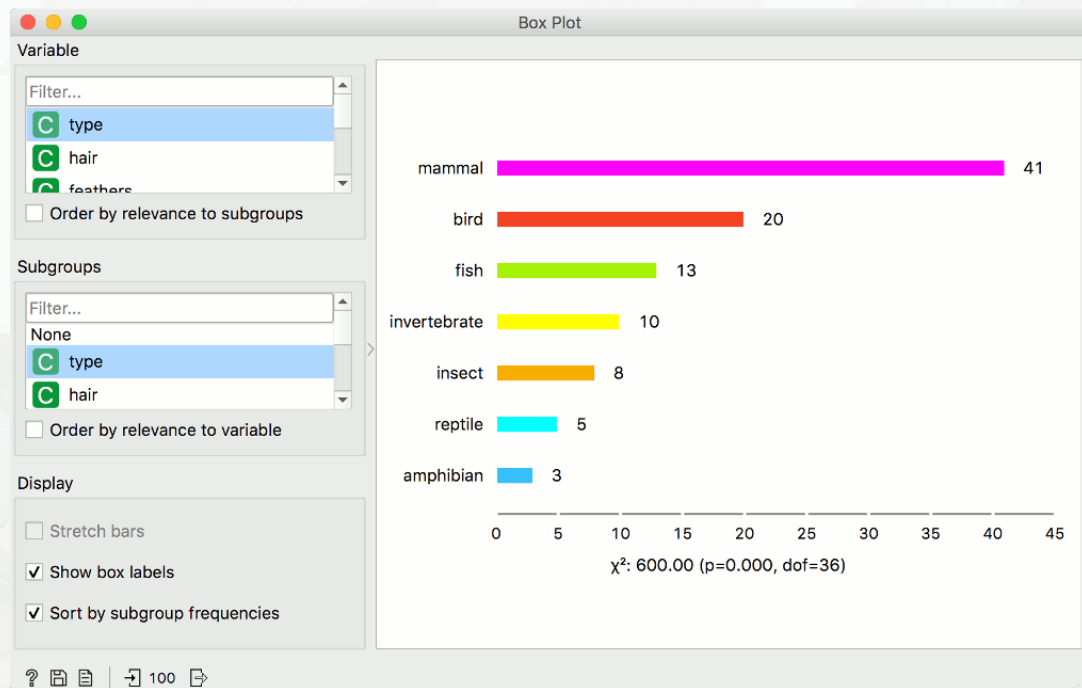 Box Plot
Variable
Filter...
C type
C hair
C feathers
Order by relevance to subgroups
Subgroups
Filter...
None
C type
C hair
Order by relevance to variable
Display
Stretch bars
Show box labels
Sort by subgroup frequencies
? 100
mammal 41
bird 20
fish 13
invertebrate 10
insect 8
reptile 5
amphibian 3
0 5 10 15 20 25 30 35 40 45
χ²: 600.00 (p=0.000, dof=36)